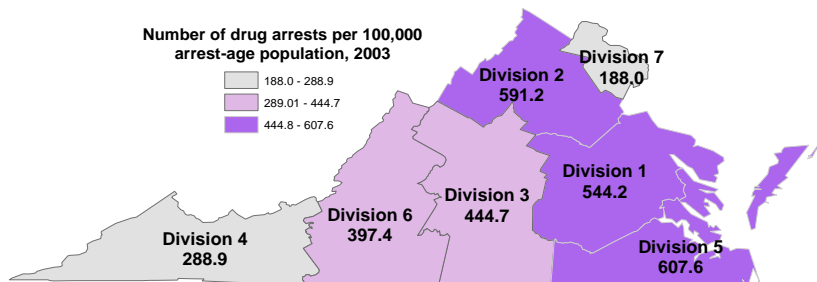 Number of drug arrests per 100,000
arrest-age population, 2003
188.0 - 288.9
289.01 - 444.7
444.8 - 607.6
Division 7
188.0
Division 2
591.2
Division 1
544.2
Division 3
444.7
Division 6
397.4
Division 4
288.9
Division 5
607.6